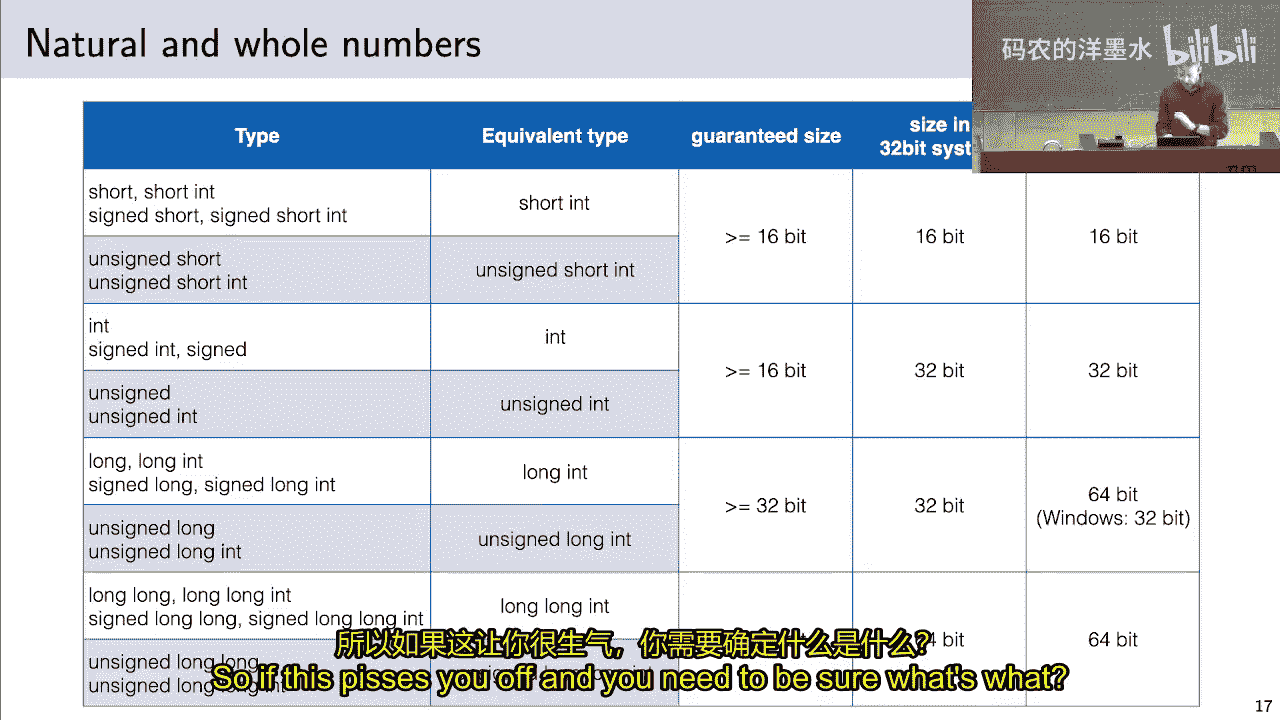 Natural and whole numbers
码农的洋墨水 bilibili
Type
Equivalent type
guaranteed size
size in
32bit syst
short, short int
signed short, signed short int
short int
>= 16 bit
16 bit
16 bit
unsigned short
unsigned short int
unsigned short int
int
signed int, signed
int
>= 16 bit
32 bit
32 bit
unsigned
unsigned int
unsigned int
long, long int
signed long, signed long int
long int
>= 32 bit
32 bit
64 bit
(Windows: 32 bit)
unsigned long
unsigned long int
unsigned long int
long long, long long int
signed long long, signed long long int
long long int
64 bit
unsigned long long
所以如果这让你很生气，你需要确定什么是什么？
So if this pisses you off and you need to be sure what's what?
17